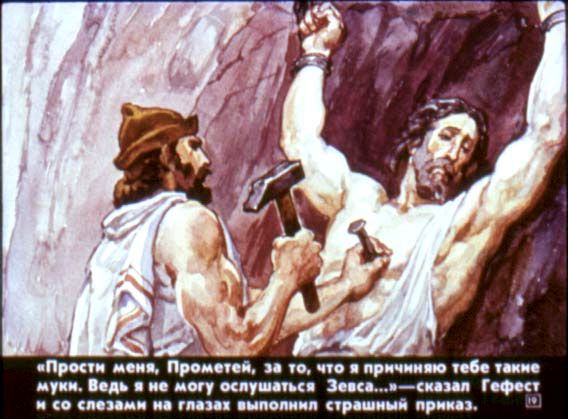 «Прости меня, Прометей, за то, что я причиняю тебе такие
муки. Ведь я не могу ослушаться Зевса...»—сказал Гефест
и со слезами на глазах выполнил страшный приказ. 19